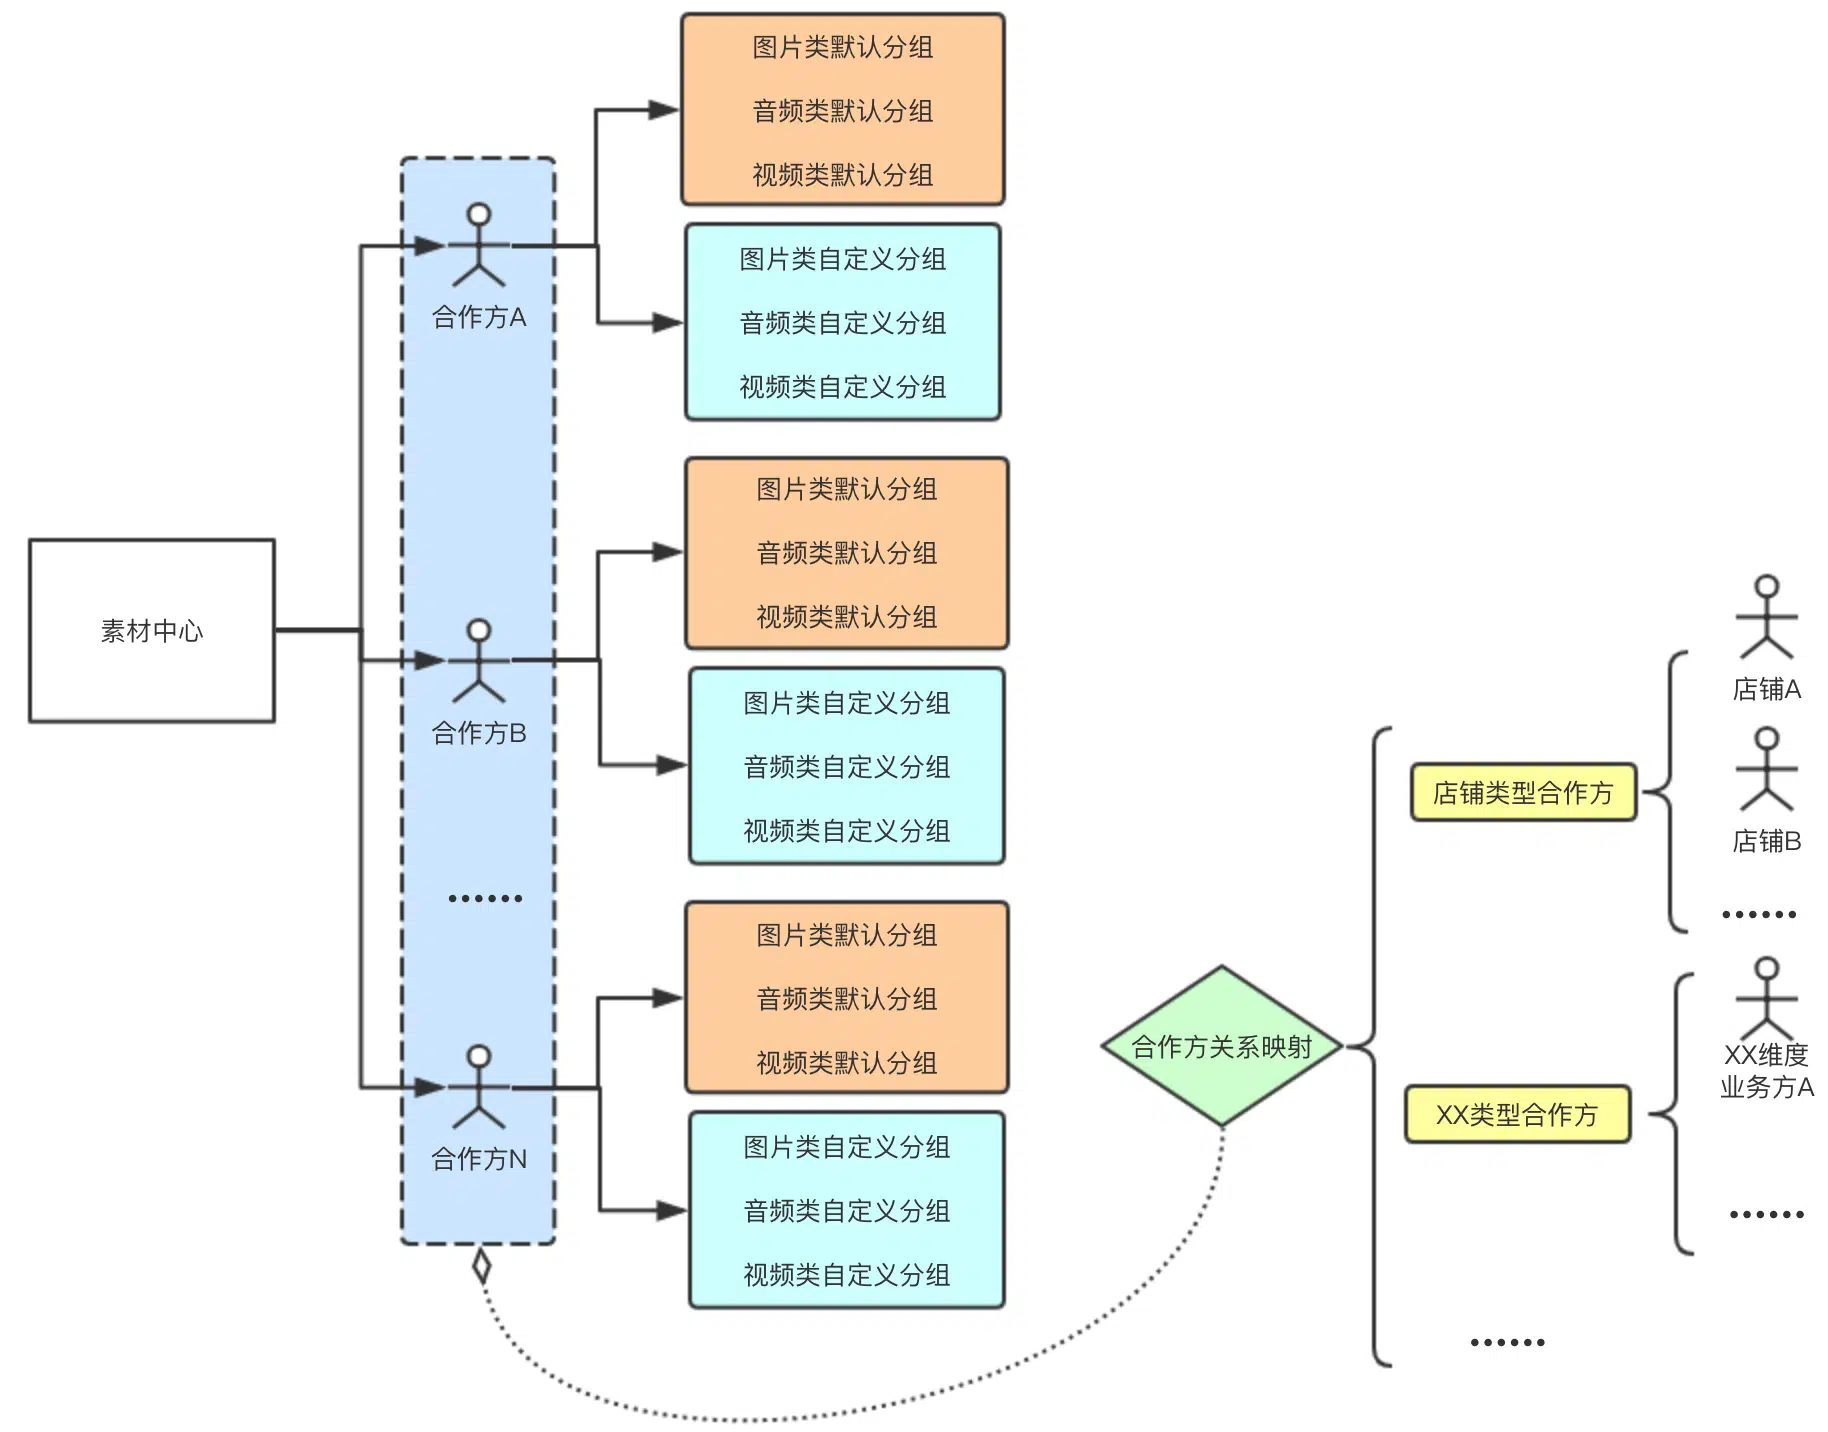 素材中心
合作方A
图片类默认分组
音频类默认分组
视频类默认分组
图片类自定义分组
音频类自定义分组
视频类自定义分组
合作方B
图片类默认分组
音频类默认分组
视频类默认分组
图片类自定义分组
音频类自定义分组
视频类自定义分组
......
合作方N
图片类默认分组
音频类默认分组
视频类默认分组
图片类自定义分组
音频类自定义分组
视频类自定义分组
合作方关系映射
店铺类型合作方
店铺A
店铺B
......
XX类型合作方
XX维度
业务方A
......
......